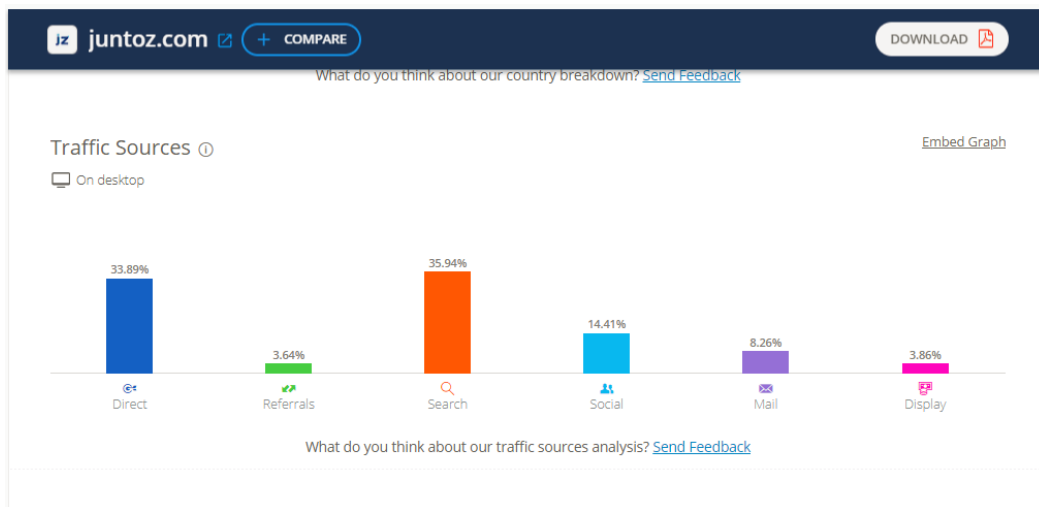 jz juntoz.com + COMPARE DOWNLOAD
What do you think about our country breakdown? Send Feedback
Traffic Sources Embed Graph
On desktop
33.89% 3.64% 35.94% 14.41% 8.26% 3.86%
Direct Referrals Search Social Mail Display
What do you think about our traffic sources analysis? Send Feedback